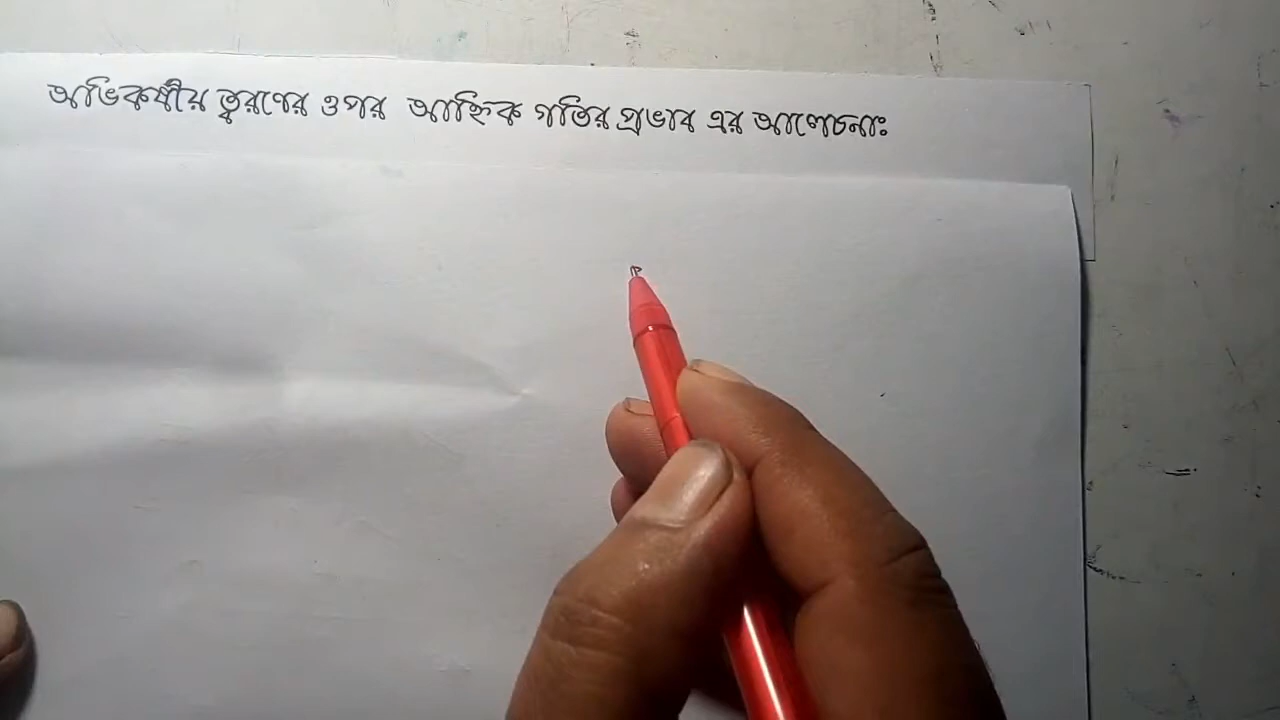 অভিকর্ষীয় ত্বরণের ওপর আহ্নিক গতির প্রভাব এর আলোচনাঃ